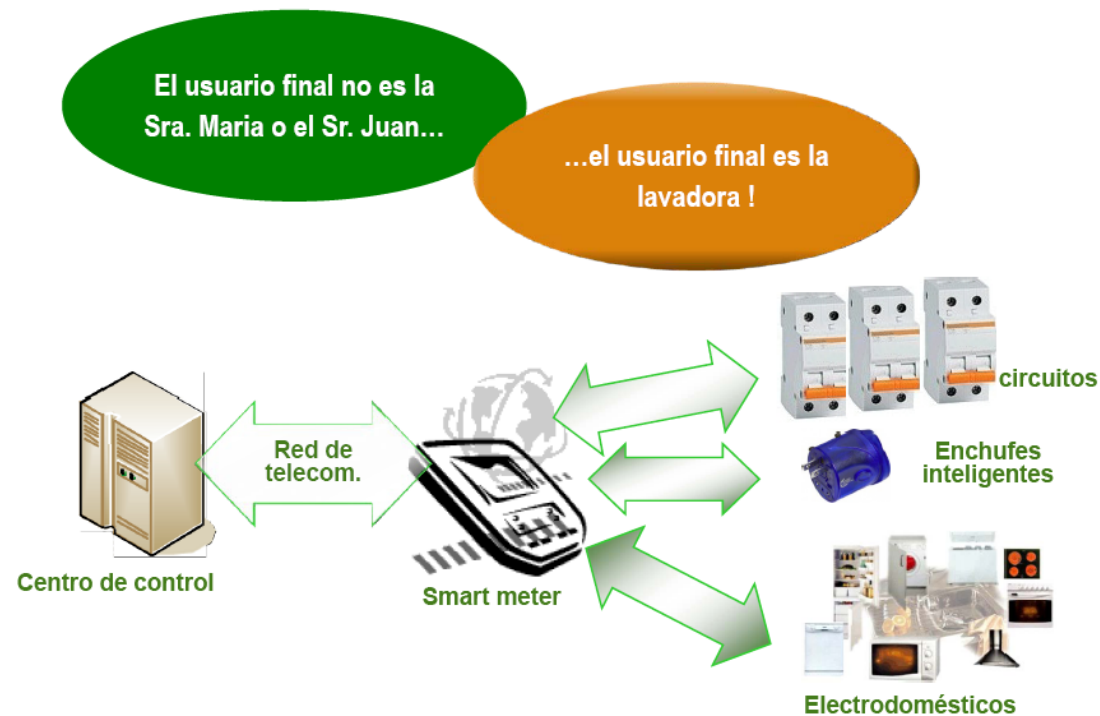 El usuario final no es la
Sra. Maria o el Sr. Juan…
…el usuario final es la
lavadora !
circuitos
Red de
telecom.
Enchufes
inteligentes
Centro de control
Smart meter
Electrodomésticos